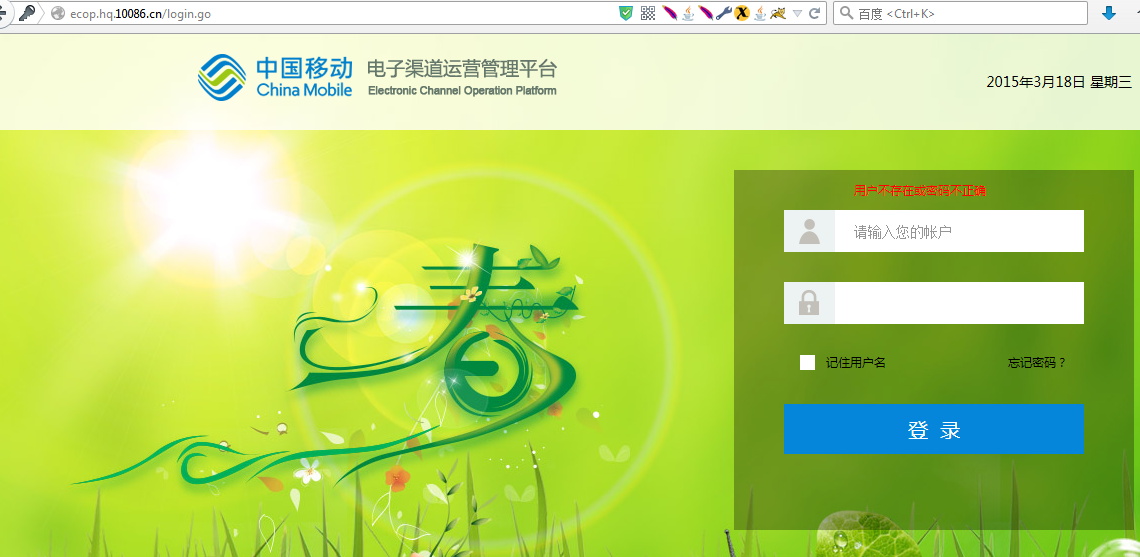 ecop.hq.10086.cn/login.go
百度 <Ctrl+K>
中国移动
China Mobile
电子渠道运营管理平台
Electronic Channel Operation Platform
2015年3月18日 星期三
春
用户不存在或密码不正确
请输入您的帐户
记住用户名
忘记密码？
登 录